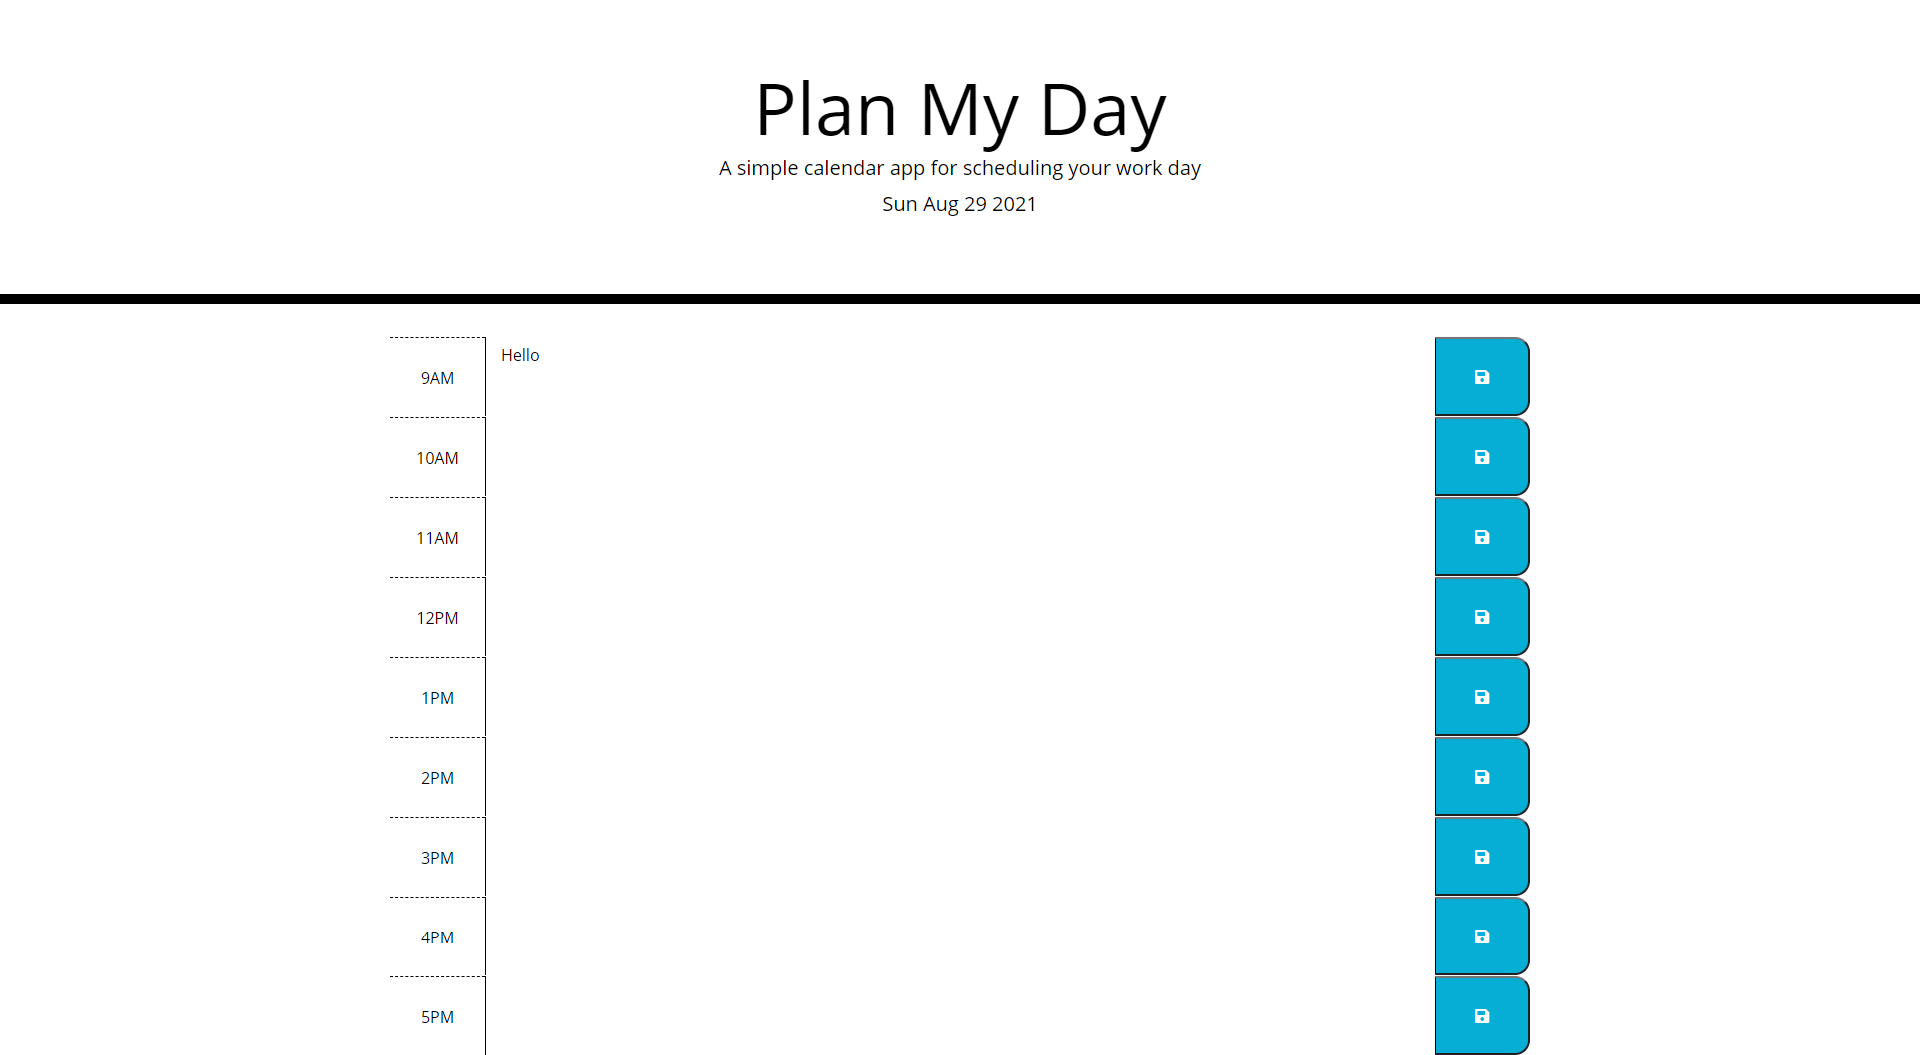 Plan My Day
A simple calendar app for scheduling your work day
Sun Aug 29 2021
9AM Hello
10AM
11AM
12PM
1PM
2PM
3PM
4PM
5PM